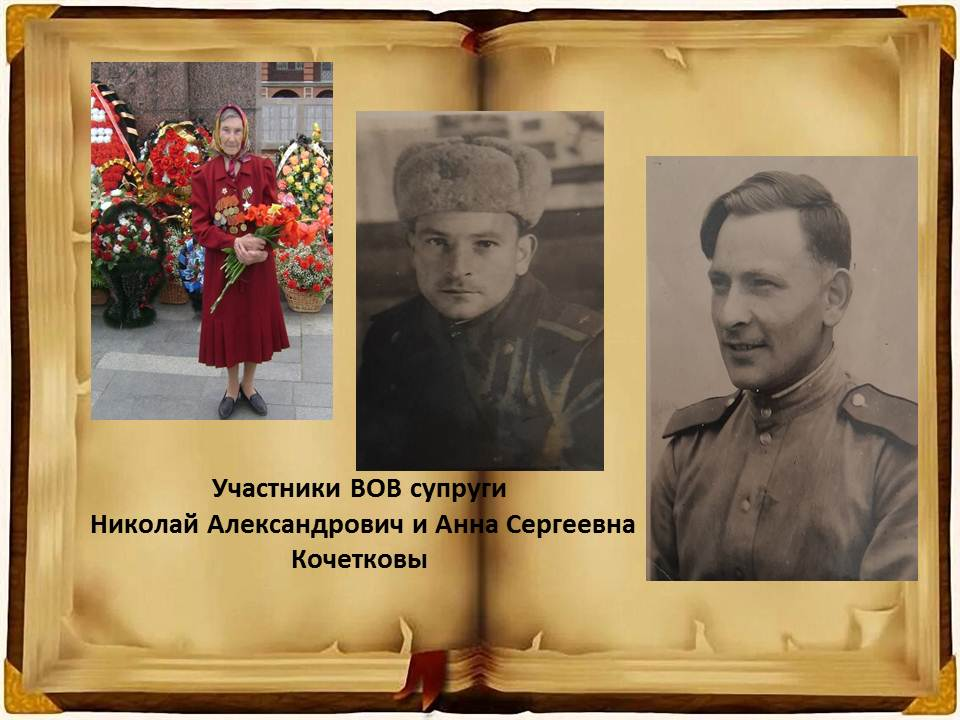 Участники ВОВ супруги
Николай Александрович и Анна Сергеевна
Кочетковы